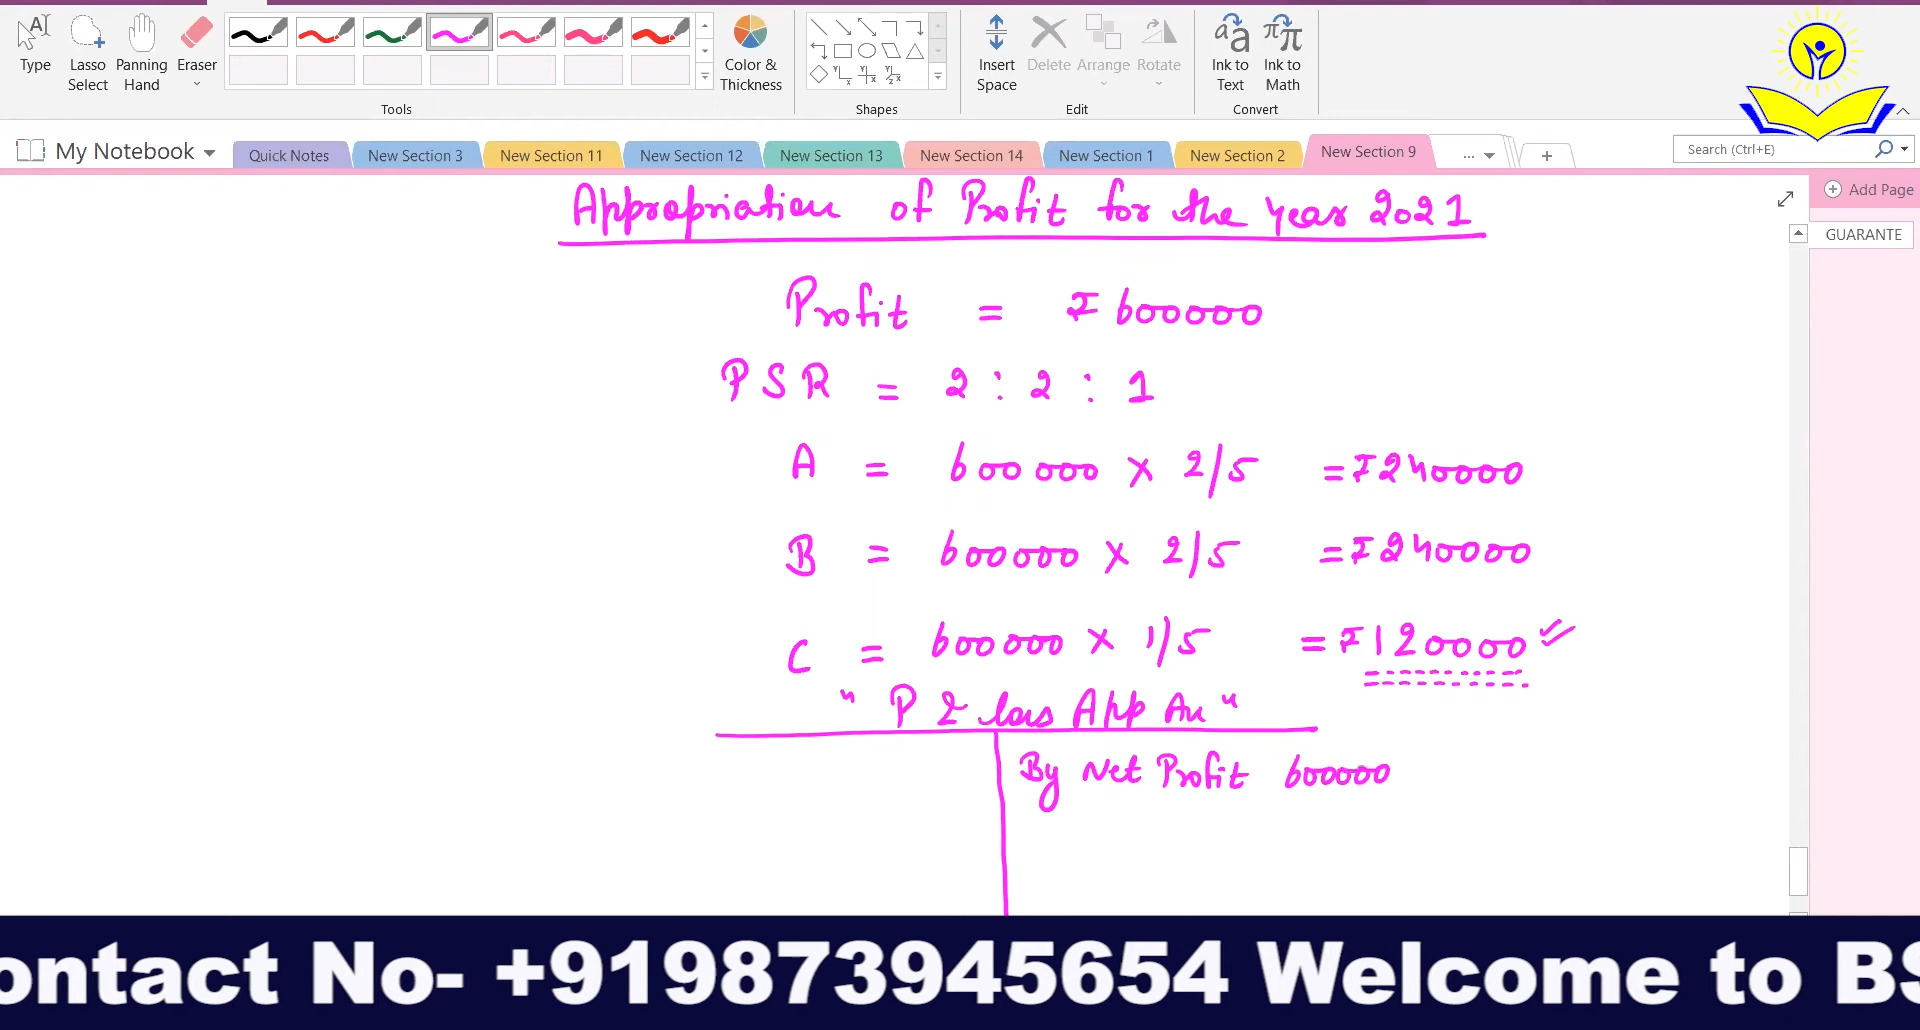 Type
Lasso Select
Panning Hand
Eraser
Color & Thickness
Insert Space
Delete
Arrange
Rotate
Ink to Text
Ink to Math
Tools
Shapes
Edit
Convert
My Notebook
Quick Notes
New Section 3
New Section 11
New Section 12
New Section 13
New Section 14
New Section 1
New Section 2
New Section 9
...
Search (Ctrl+E)
Add Page
GUARANTE
Appropriation of Profit for the year 2021
Profit = ₹ 600000
PSR = 2 : 2 : 1
A = 600000 × 2/5 = ₹ 240000
B = 600000 × 2/5 = ₹ 240000
C = 600000 × 1/5 = ₹ 120000
" P & loss App A/c "
By Net Profit 600000
ontact No- +919873945654 Welcome to BS